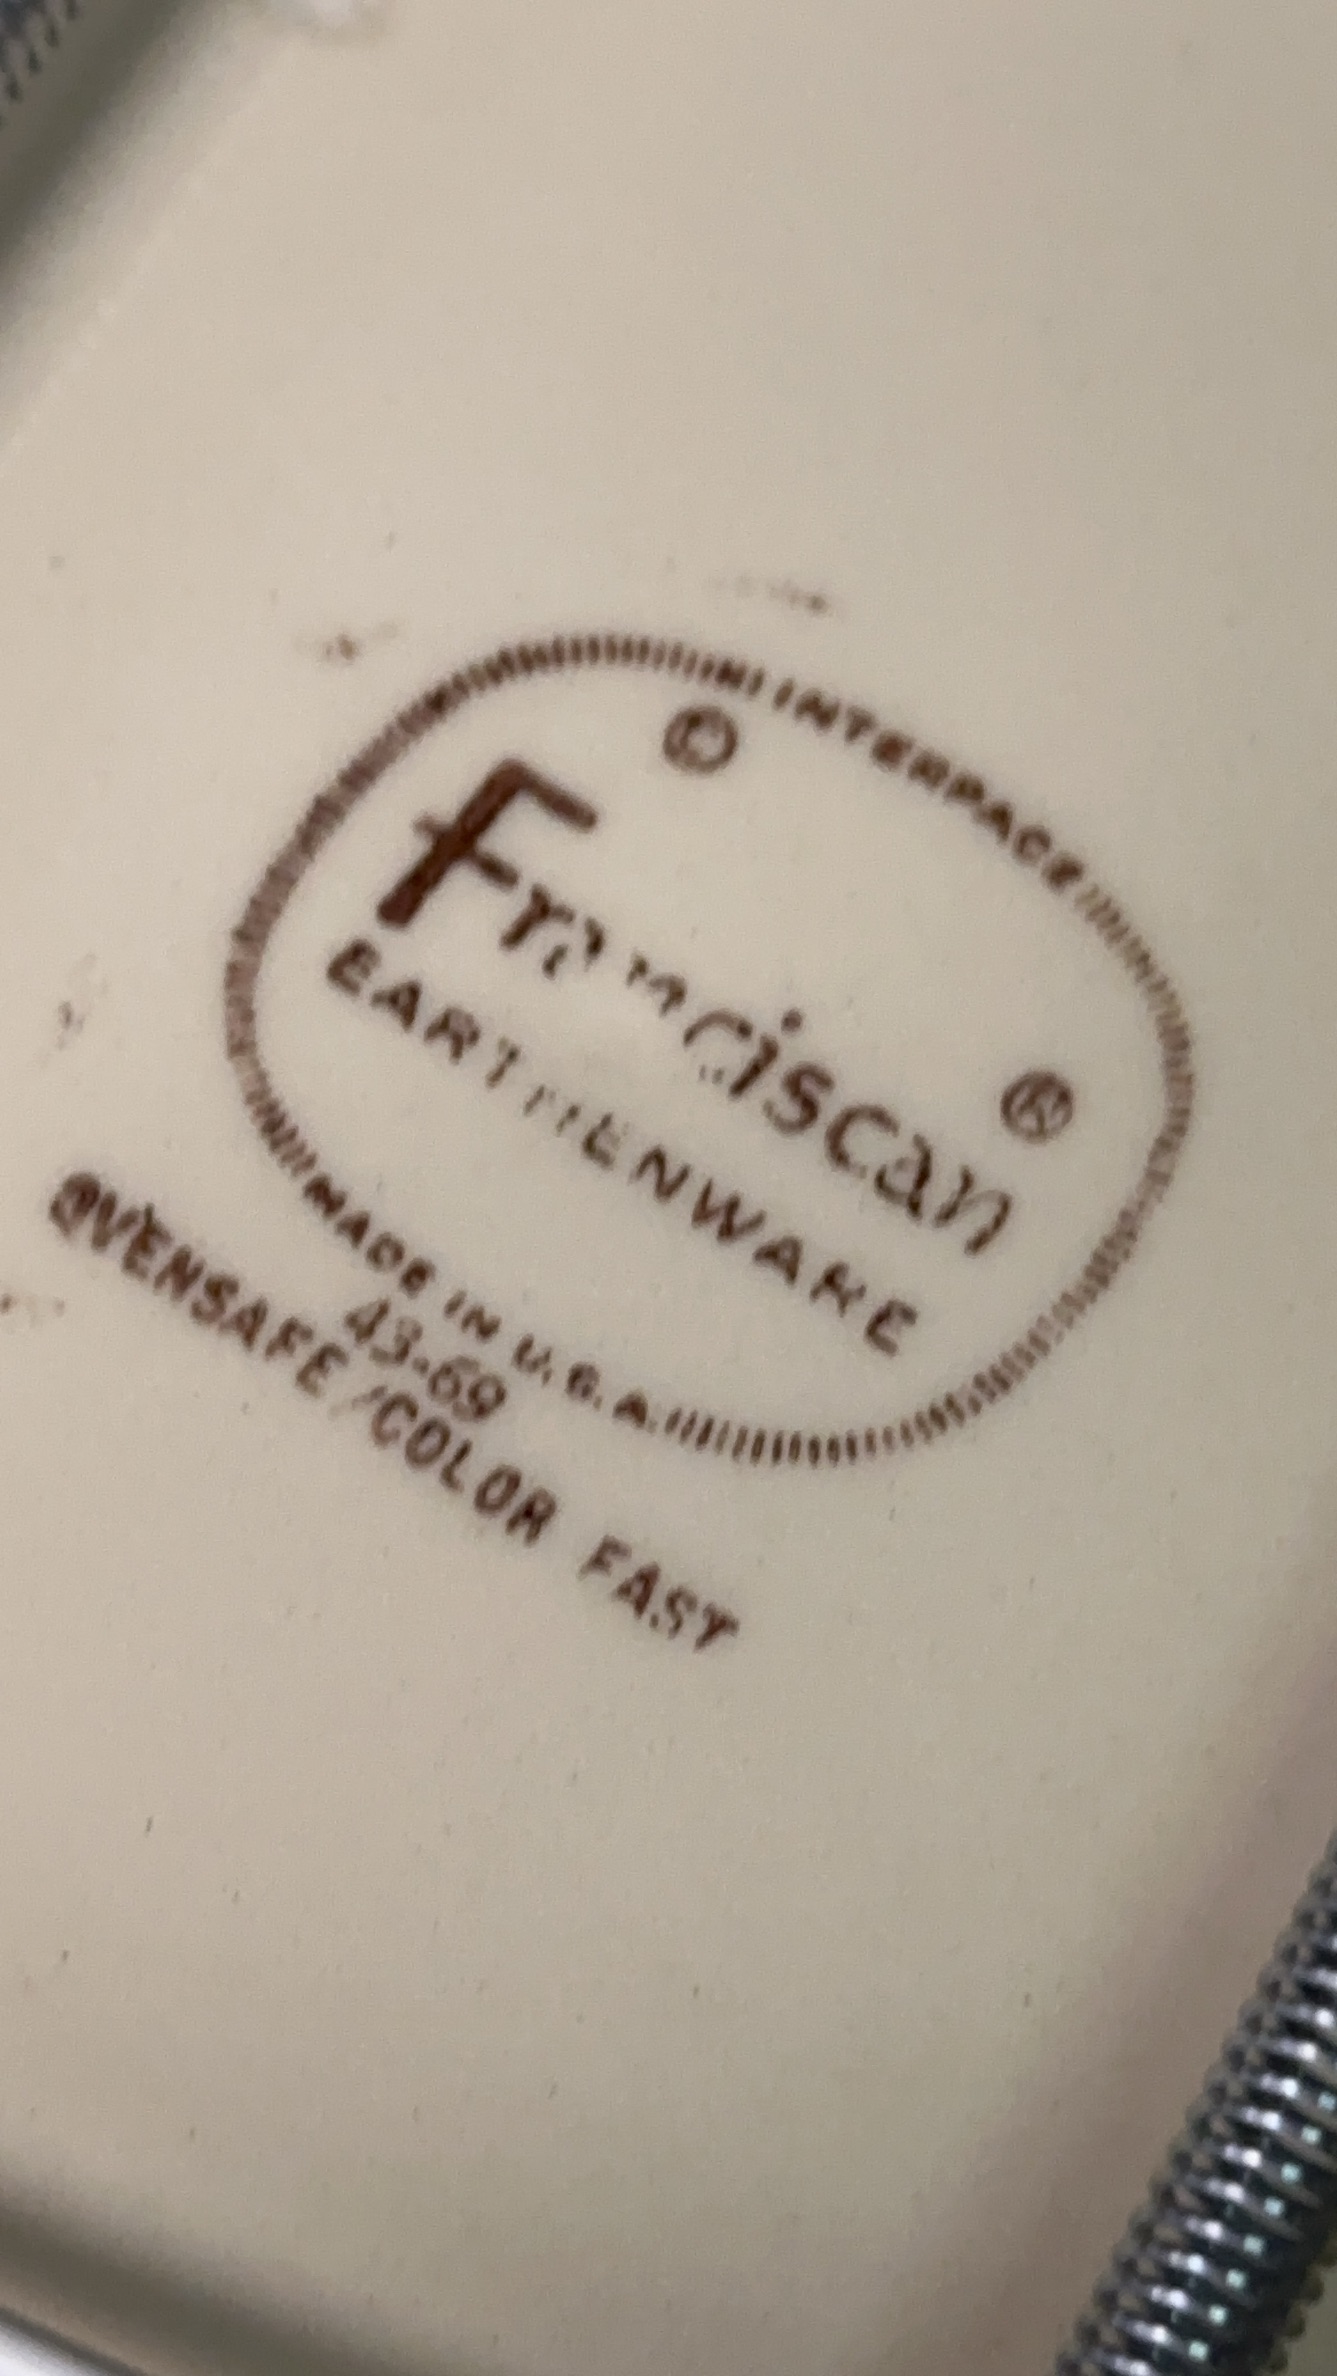 INTERPACE
©
Franciscan ®
EARTHENWARE
MADE IN U.S.A.
43-69
OVENSAFE/COLOR FAST